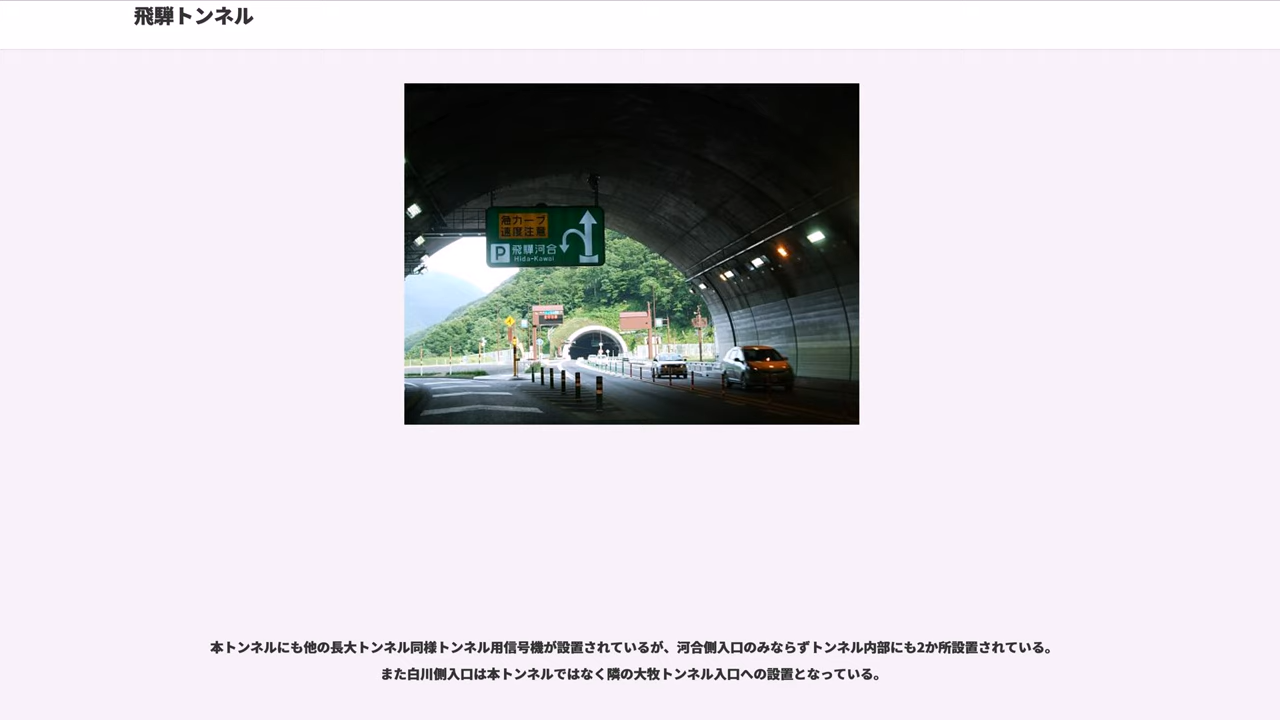 飛騨トンネル
急カーブ
速度注意
P 飛騨河合
Hida-Kawai
本トンネルにも他の長大トンネル同様トンネル用信号機が設置されているが、河合側入口のみならずトンネル内部にも2か所設置されている。
また白川側入口は本トンネルではなく隣の大牧トンネル入口への設置となっている。